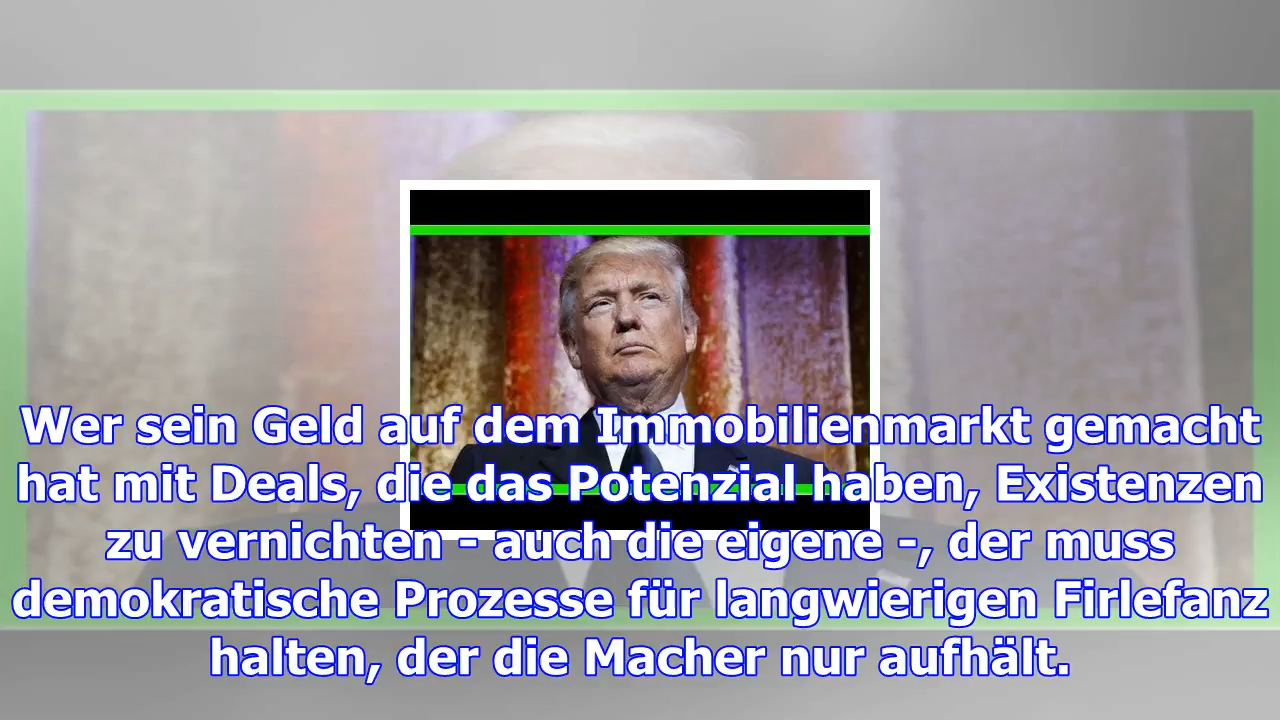 Wer sein Geld auf dem Immobilienmarkt gemacht
hat mit Deals, die das Potenzial haben, Existenzen
zu vernichten - auch die eigene -, der muss
demokratische Prozesse für langwierigen Firlefanz
halten, der die Macher nur aufhält.